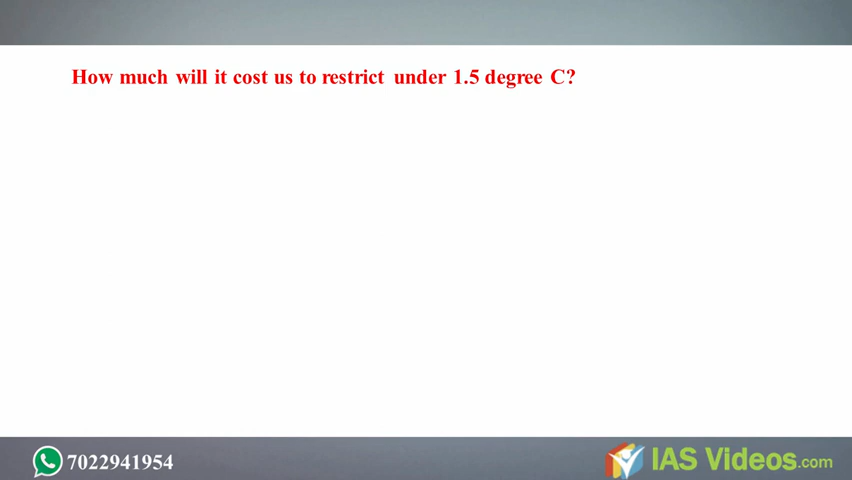 How much will it cost us to restrict under 1.5 degree C?
7022941954
IAS Videos.com